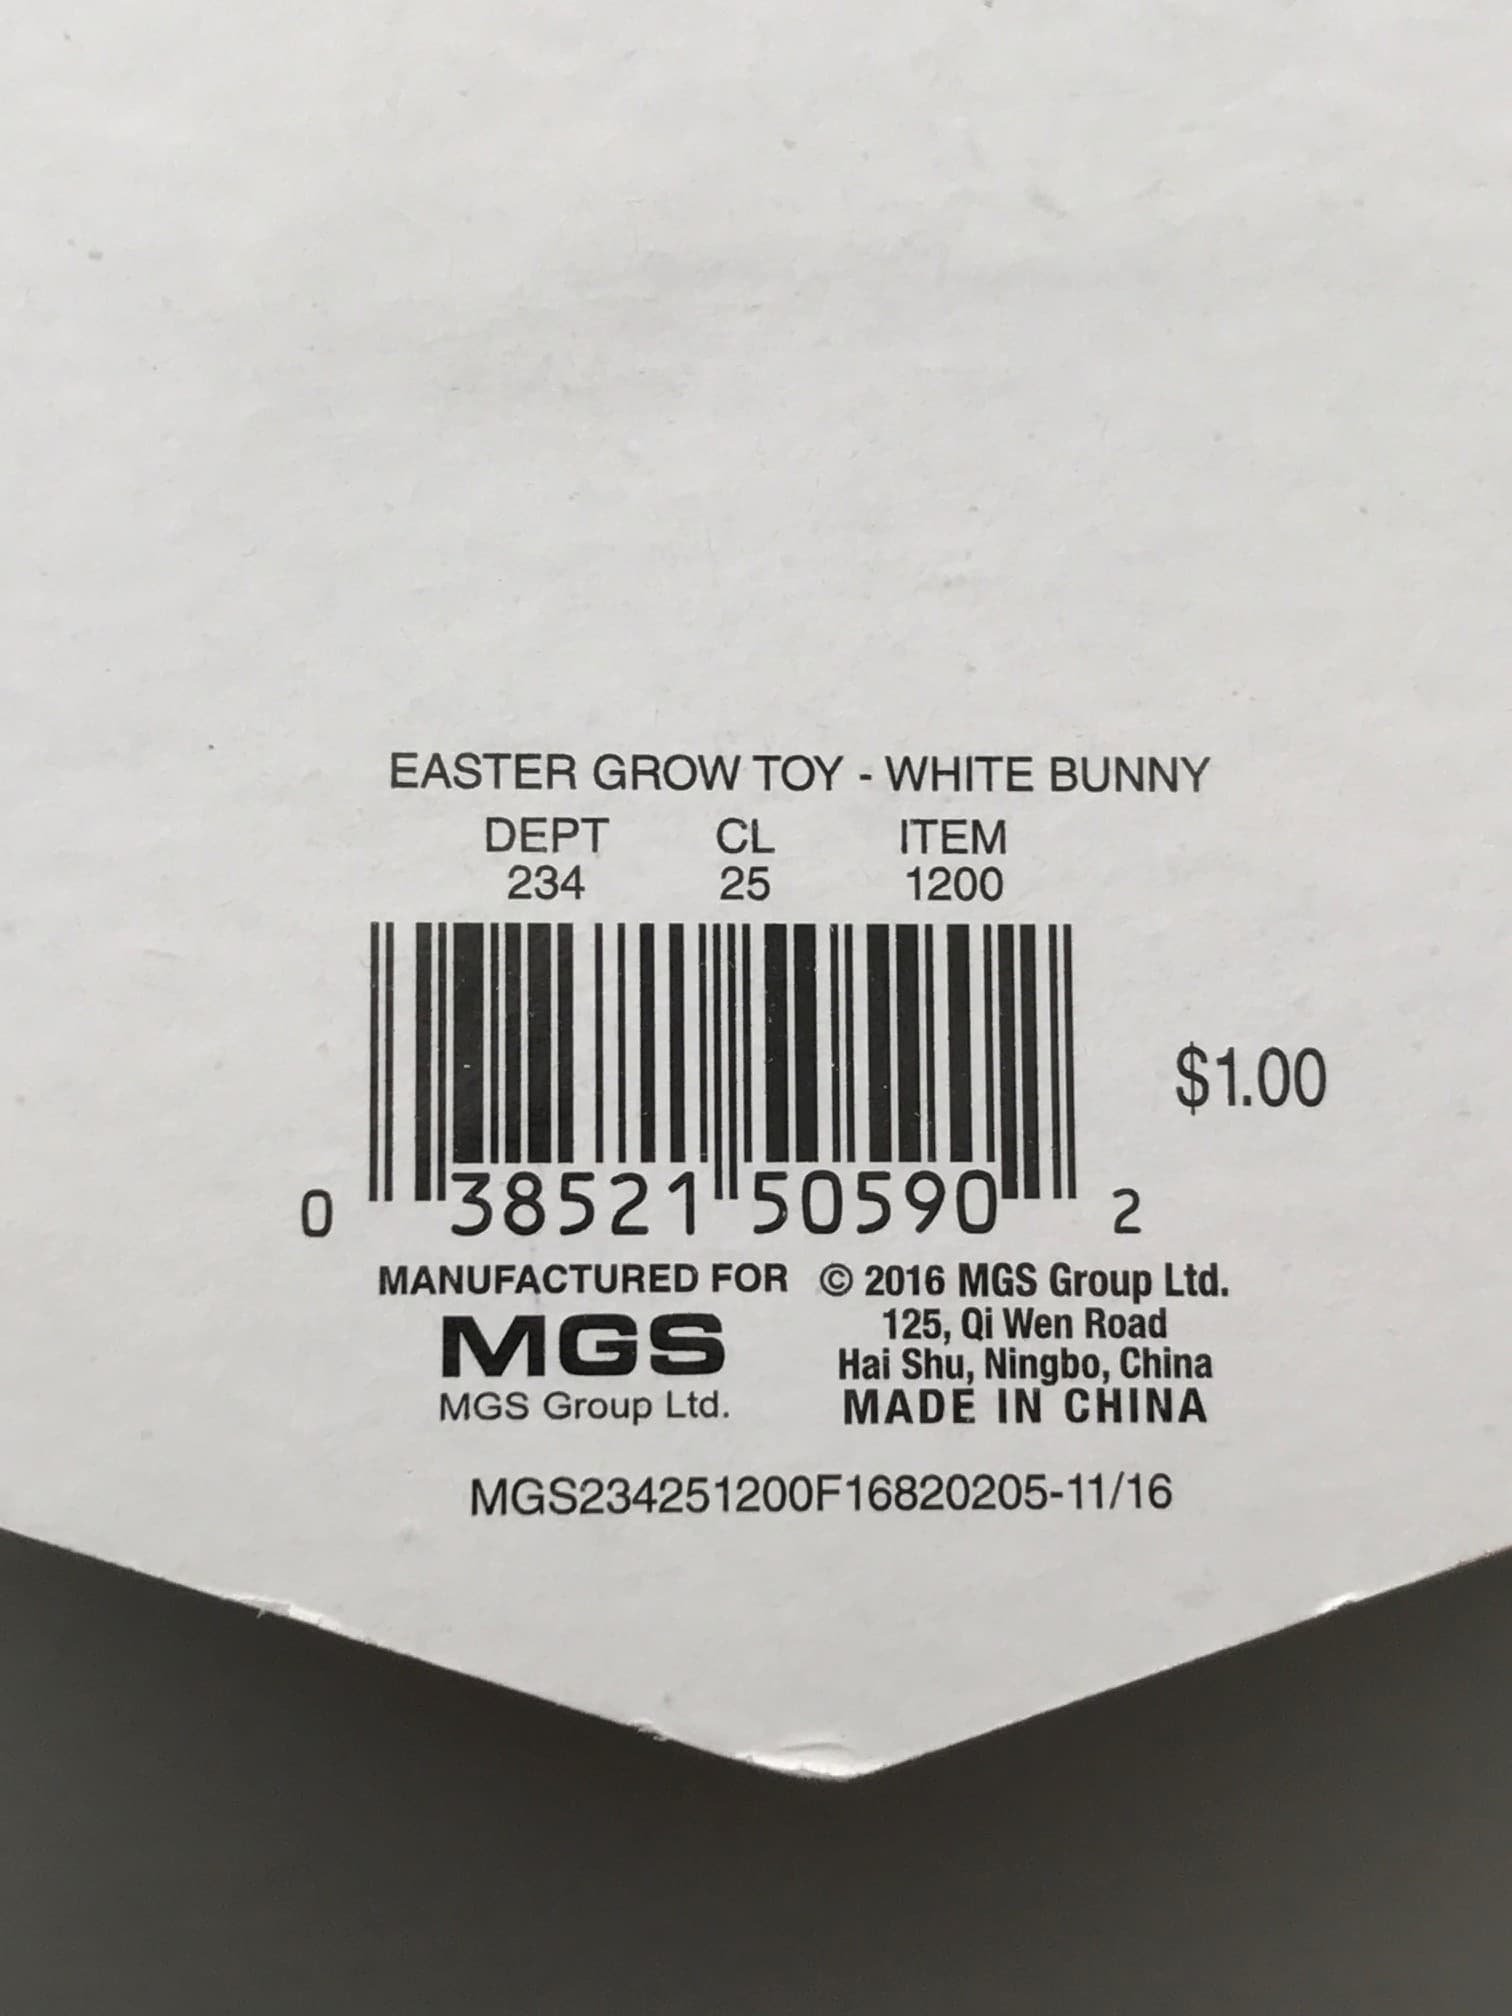 EASTER GROW TOY - WHITE BUNNY
DEPT CL ITEM
234 25 1200
$1.00
0 38521 50590 2
MANUFACTURED FOR
MGS
MGS Group Ltd.
© 2016 MGS Group Ltd.
125, Qi Wen Road
Hai Shu, Ningbo, China
MADE IN CHINA
MGS234251200F16820205-11/16